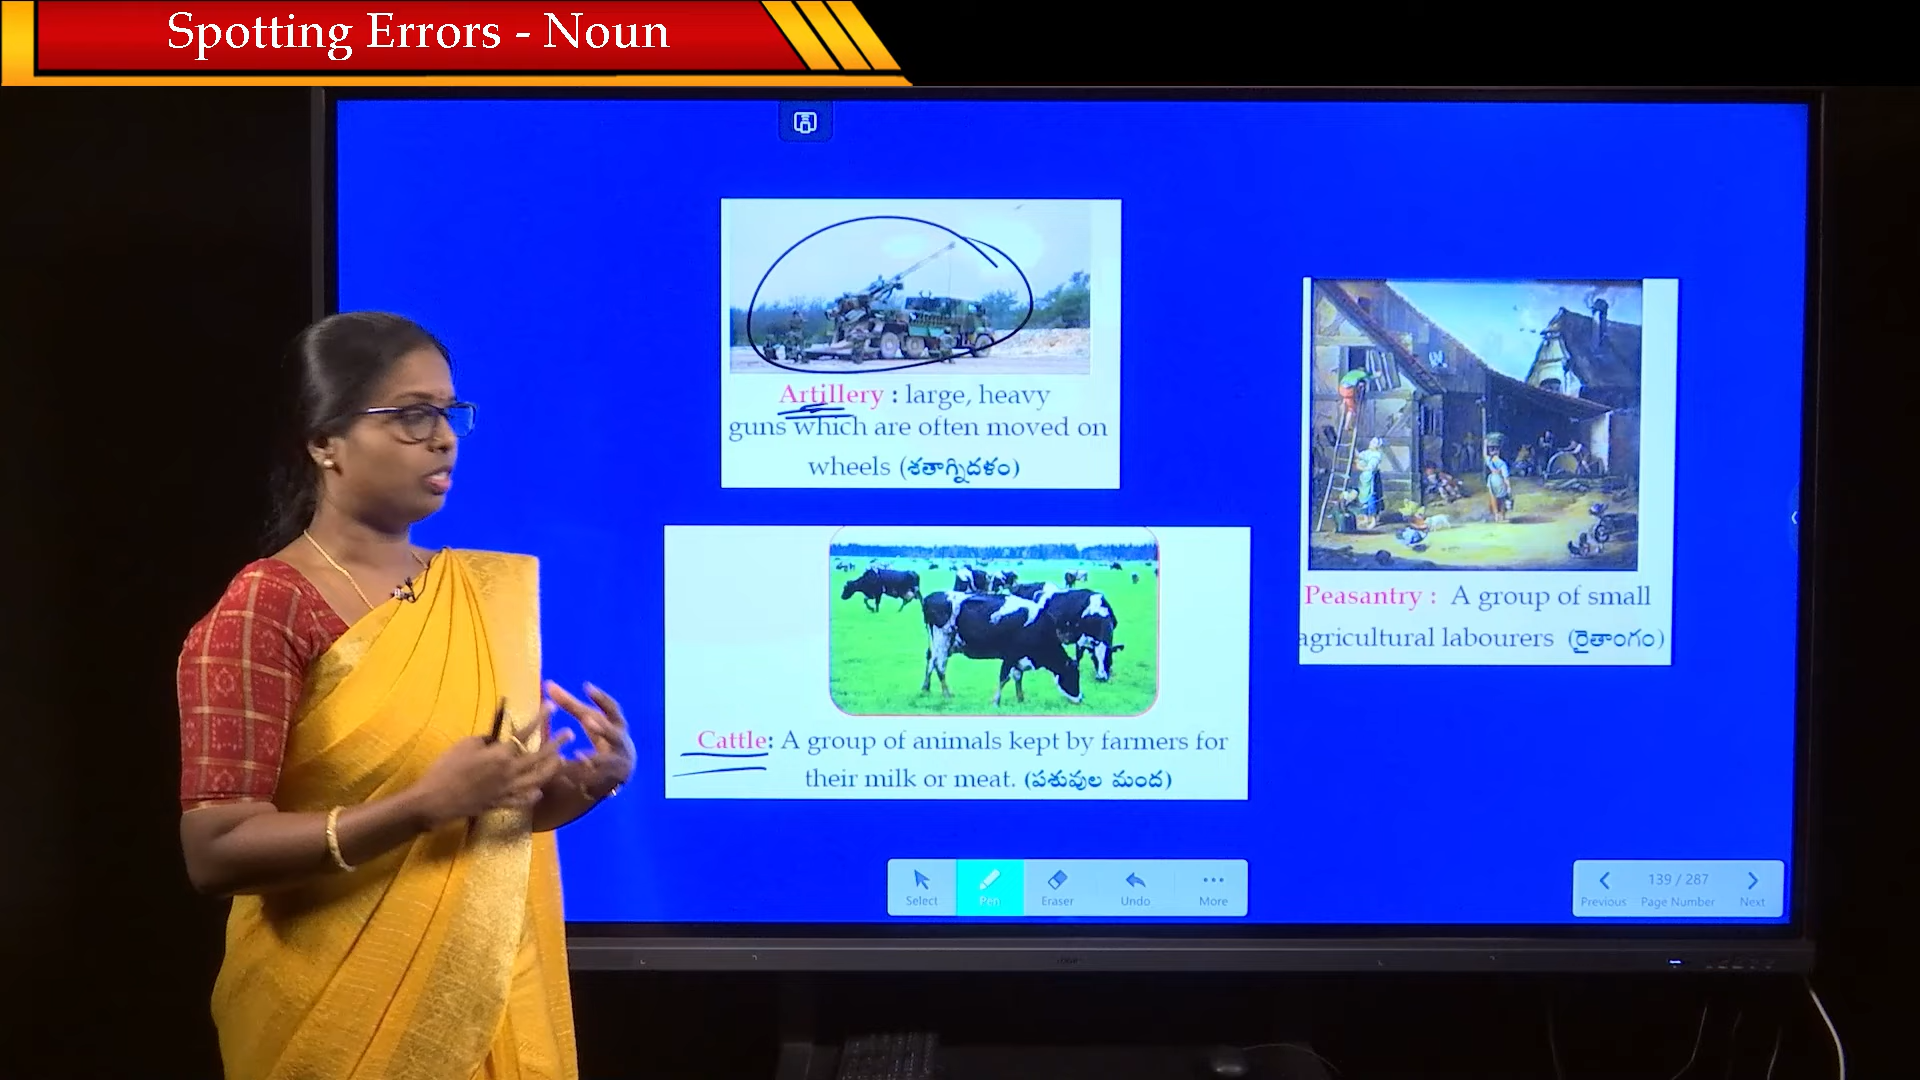 Spotting Errors - Noun
Artillery : large, heavy
guns which are often moved on
wheels (శతాగ్నిదళం)
Peasantry : A group of small
agricultural labourers (రైతాంగం)
Cattle: A group of animals kept by farmers for
their milk or meat. (పశువుల మంద)
Select
Pen
Eraser
Undo
More
139 / 287
Previous Page Number Next